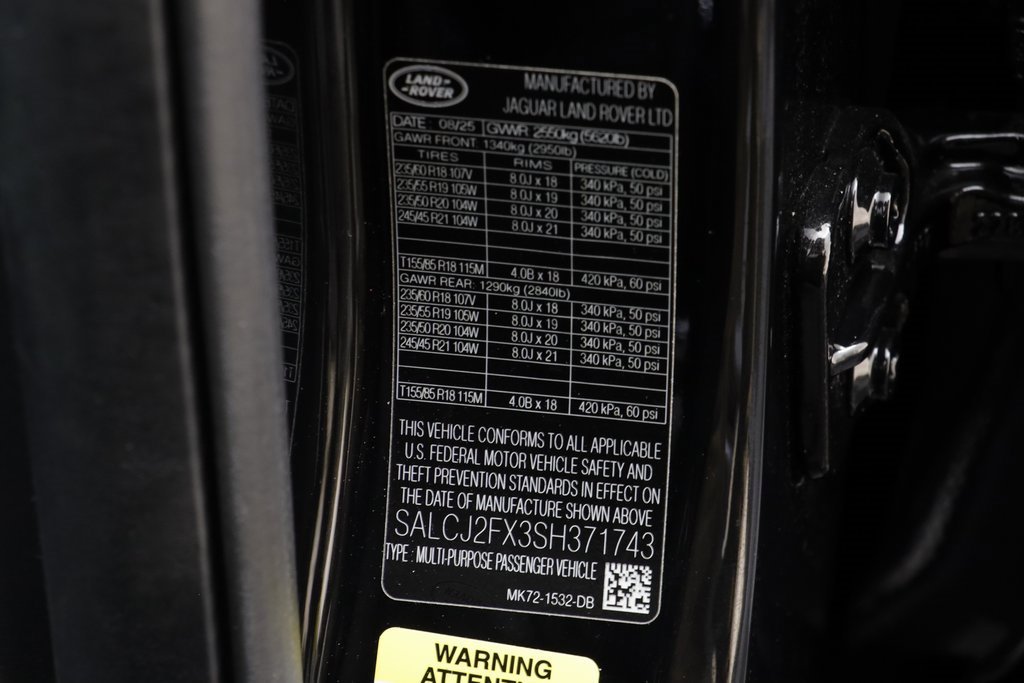 LAND-
-ROVER
MANUFACTURED BY
JAGUAR LAND ROVER LTD
DATE: 08/25 GVWR 2550kg (5620lb)
GAWR FRONT: 1340kg (2950lb)
TIRES RIMS PRESSURE (COLD)
235/60 R18 107V 8.0J x 18 340 kPa, 50 psi
235/55 R19 105W 8.0J x 19 340 kPa, 50 psi
235/50 R20 104W 8.0J x 20 340 kPa, 50 psi
245/45 R21 104W 8.0J x 21 340 kPa, 50 psi
T155/85 R18 115M 4.0B x 18 420 kPa, 60 psi
GAWR REAR: 1290kg (2840lb)
235/60 R18 107V 8.0J x 18 340 kPa, 50 psi
235/55 R19 105W 8.0J x 19 340 kPa, 50 psi
235/50 R20 104W 8.0J x 20 340 kPa, 50 psi
245/45 R21 104W 8.0J x 21 340 kPa, 50 psi
T155/85 R18 115M 4.0B x 18 420 kPa, 60 psi
THIS VEHICLE CONFORMS TO ALL APPLICABLE
U.S. FEDERAL MOTOR VEHICLE SAFETY AND
THEFT PREVENTION STANDARDS IN EFFECT ON
THE DATE OF MANUFACTURE SHOWN ABOVE
SALCJ2FX3SH371743
TYPE : MULTI-PURPOSE PASSENGER VEHICLE
MK72-1532-DB
WARNING